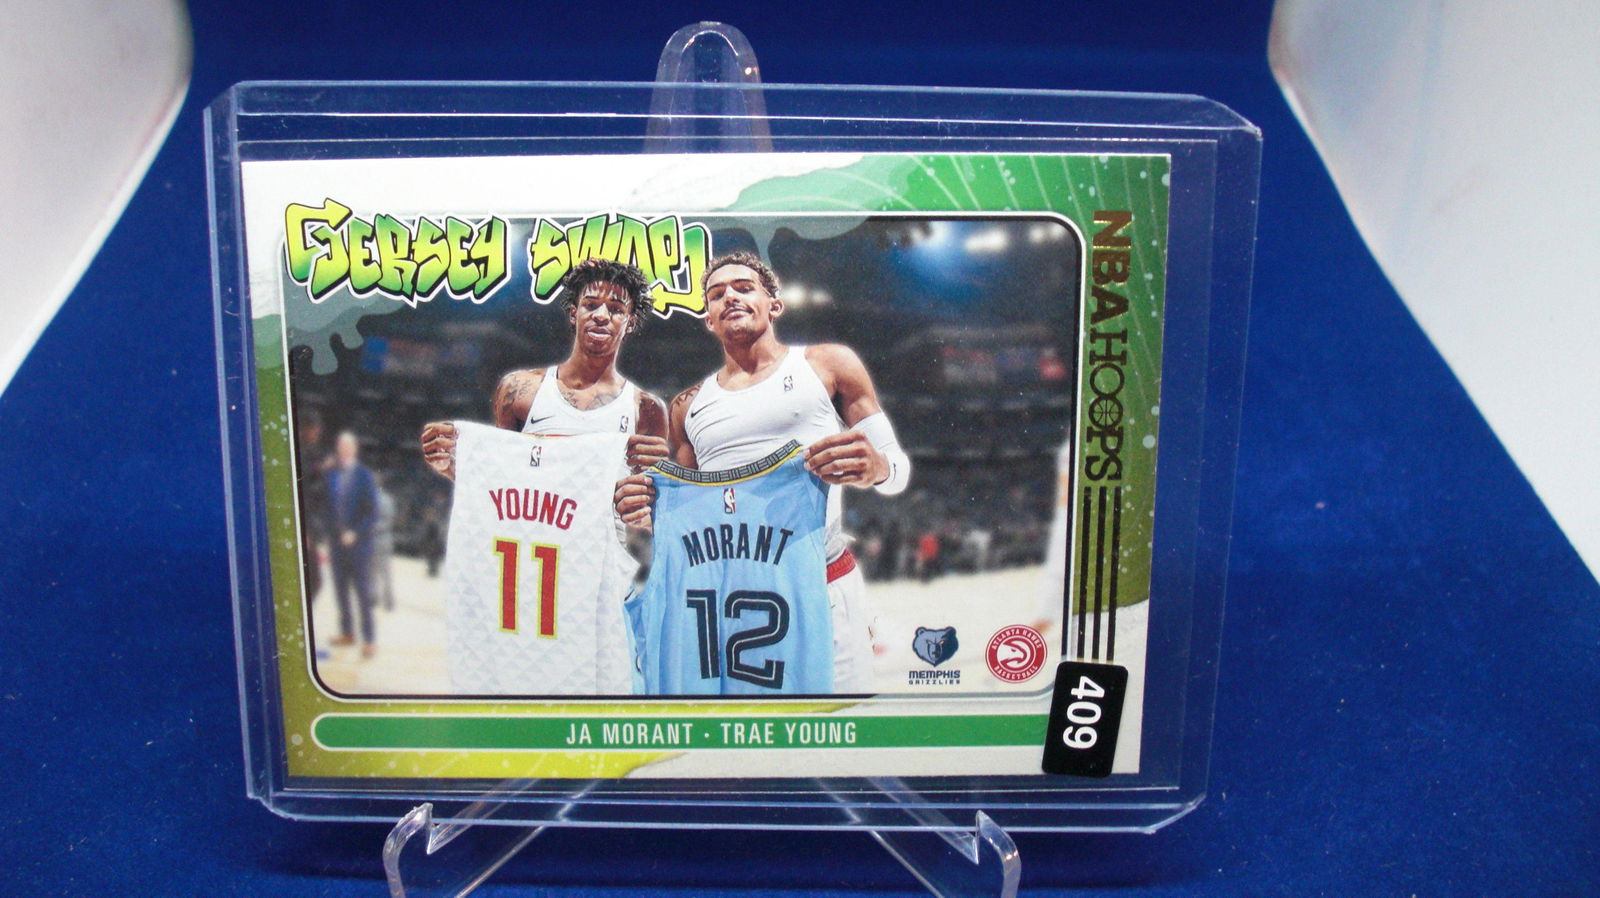 JERSEY SWAP
NBA HOOPS
YOUNG
11
MORANT
12
MEMPHIS
GRIZZLIES
ATLANTA HAWKS
BASKETBALL
JA MORANT · TRAE YOUNG
409